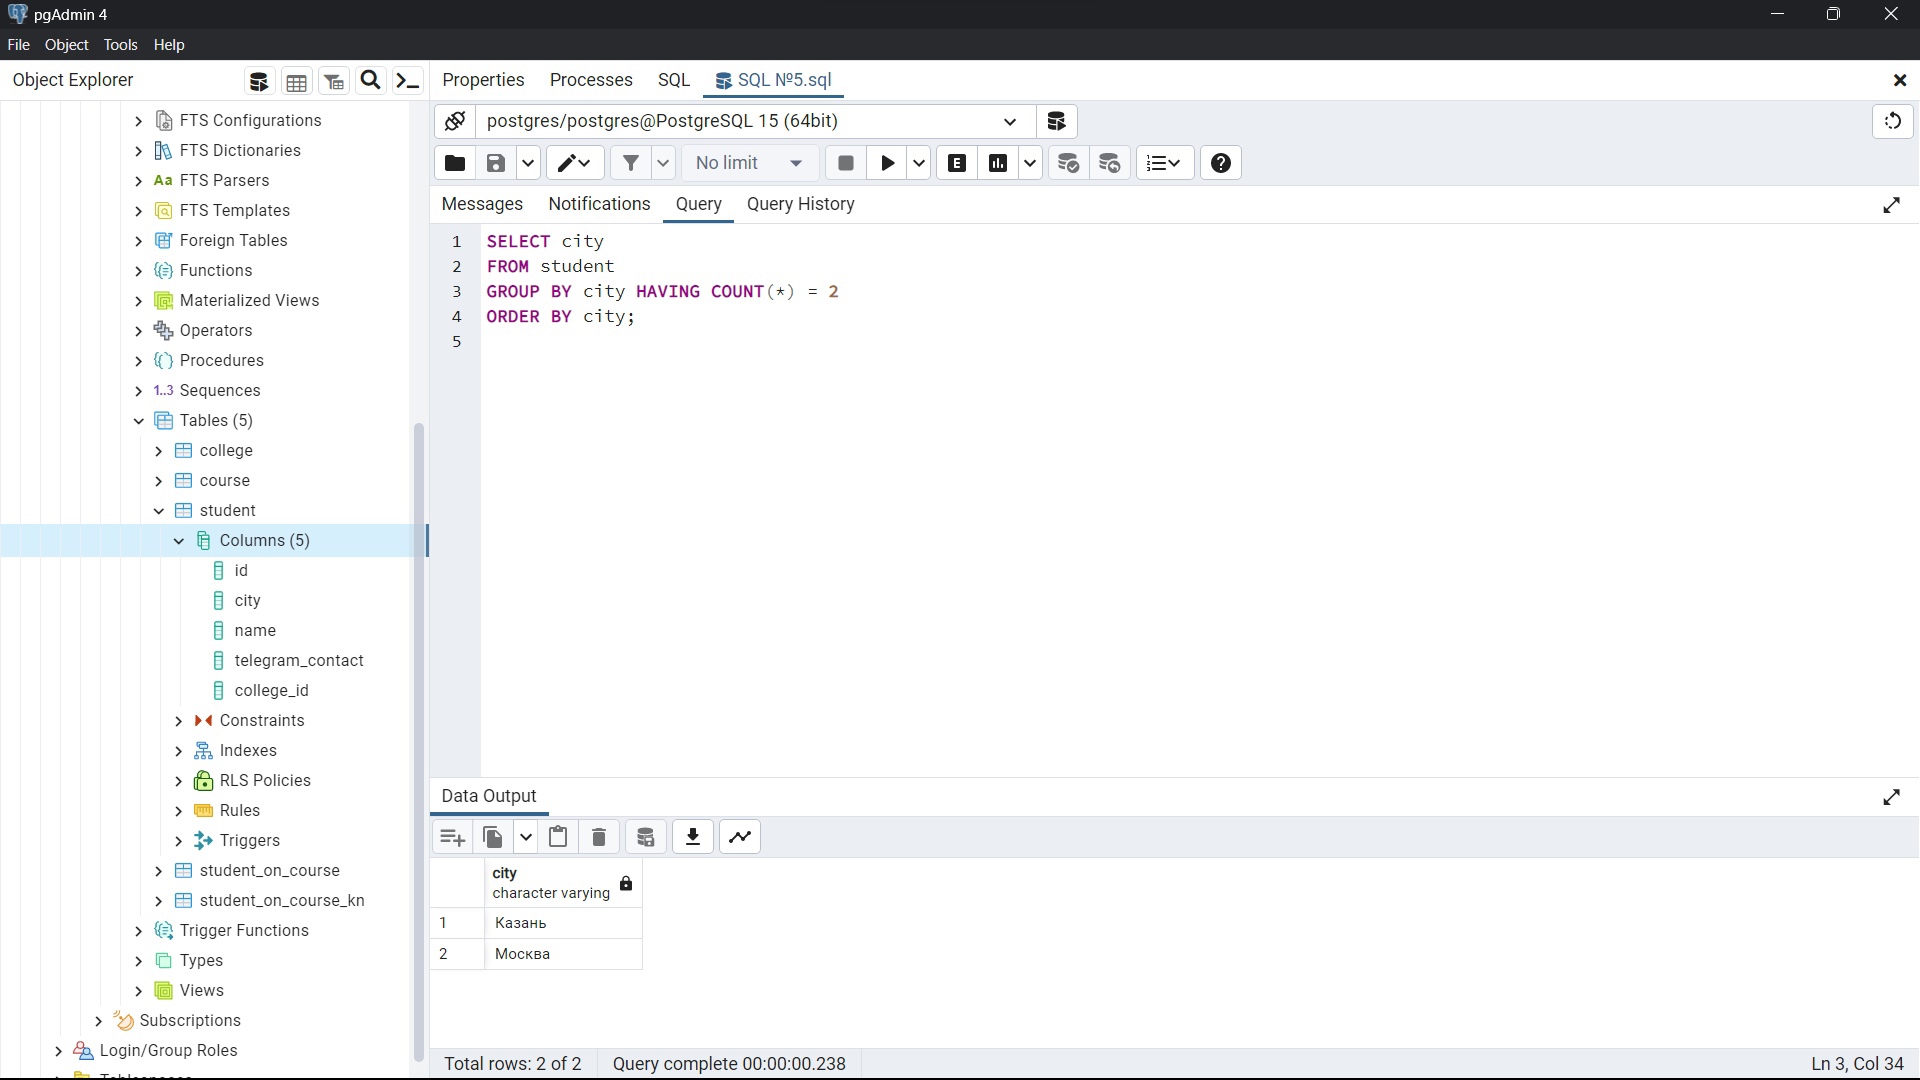 pgAdmin 4
File Object Tools Help
Object Explorer
Properties Processes SQL SQL №5.sql
postgres/postgres@PostgreSQL 15 (64bit)
No limit
E
Messages Notifications Query Query History
1 SELECT city
2 FROM student
3 GROUP BY city HAVING COUNT(*) = 2
4 ORDER BY city;
5
FTS Configurations
FTS Dictionaries
Aa FTS Parsers
FTS Templates
Foreign Tables
Functions
Materialized Views
Operators
Procedures
1..3 Sequences
Tables (5)
college
course
student
Columns (5)
id
city
name
telegram_contact
college_id
Constraints
Indexes
RLS Policies
Rules
Triggers
student_on_course
student_on_course_kn
Trigger Functions
Types
Views
Subscriptions
Login/Group Roles
Data Output
city
character varying
1 Казань
2 Москва
Total rows: 2 of 2 Query complete 00:00:00.238 Ln 3, Col 34